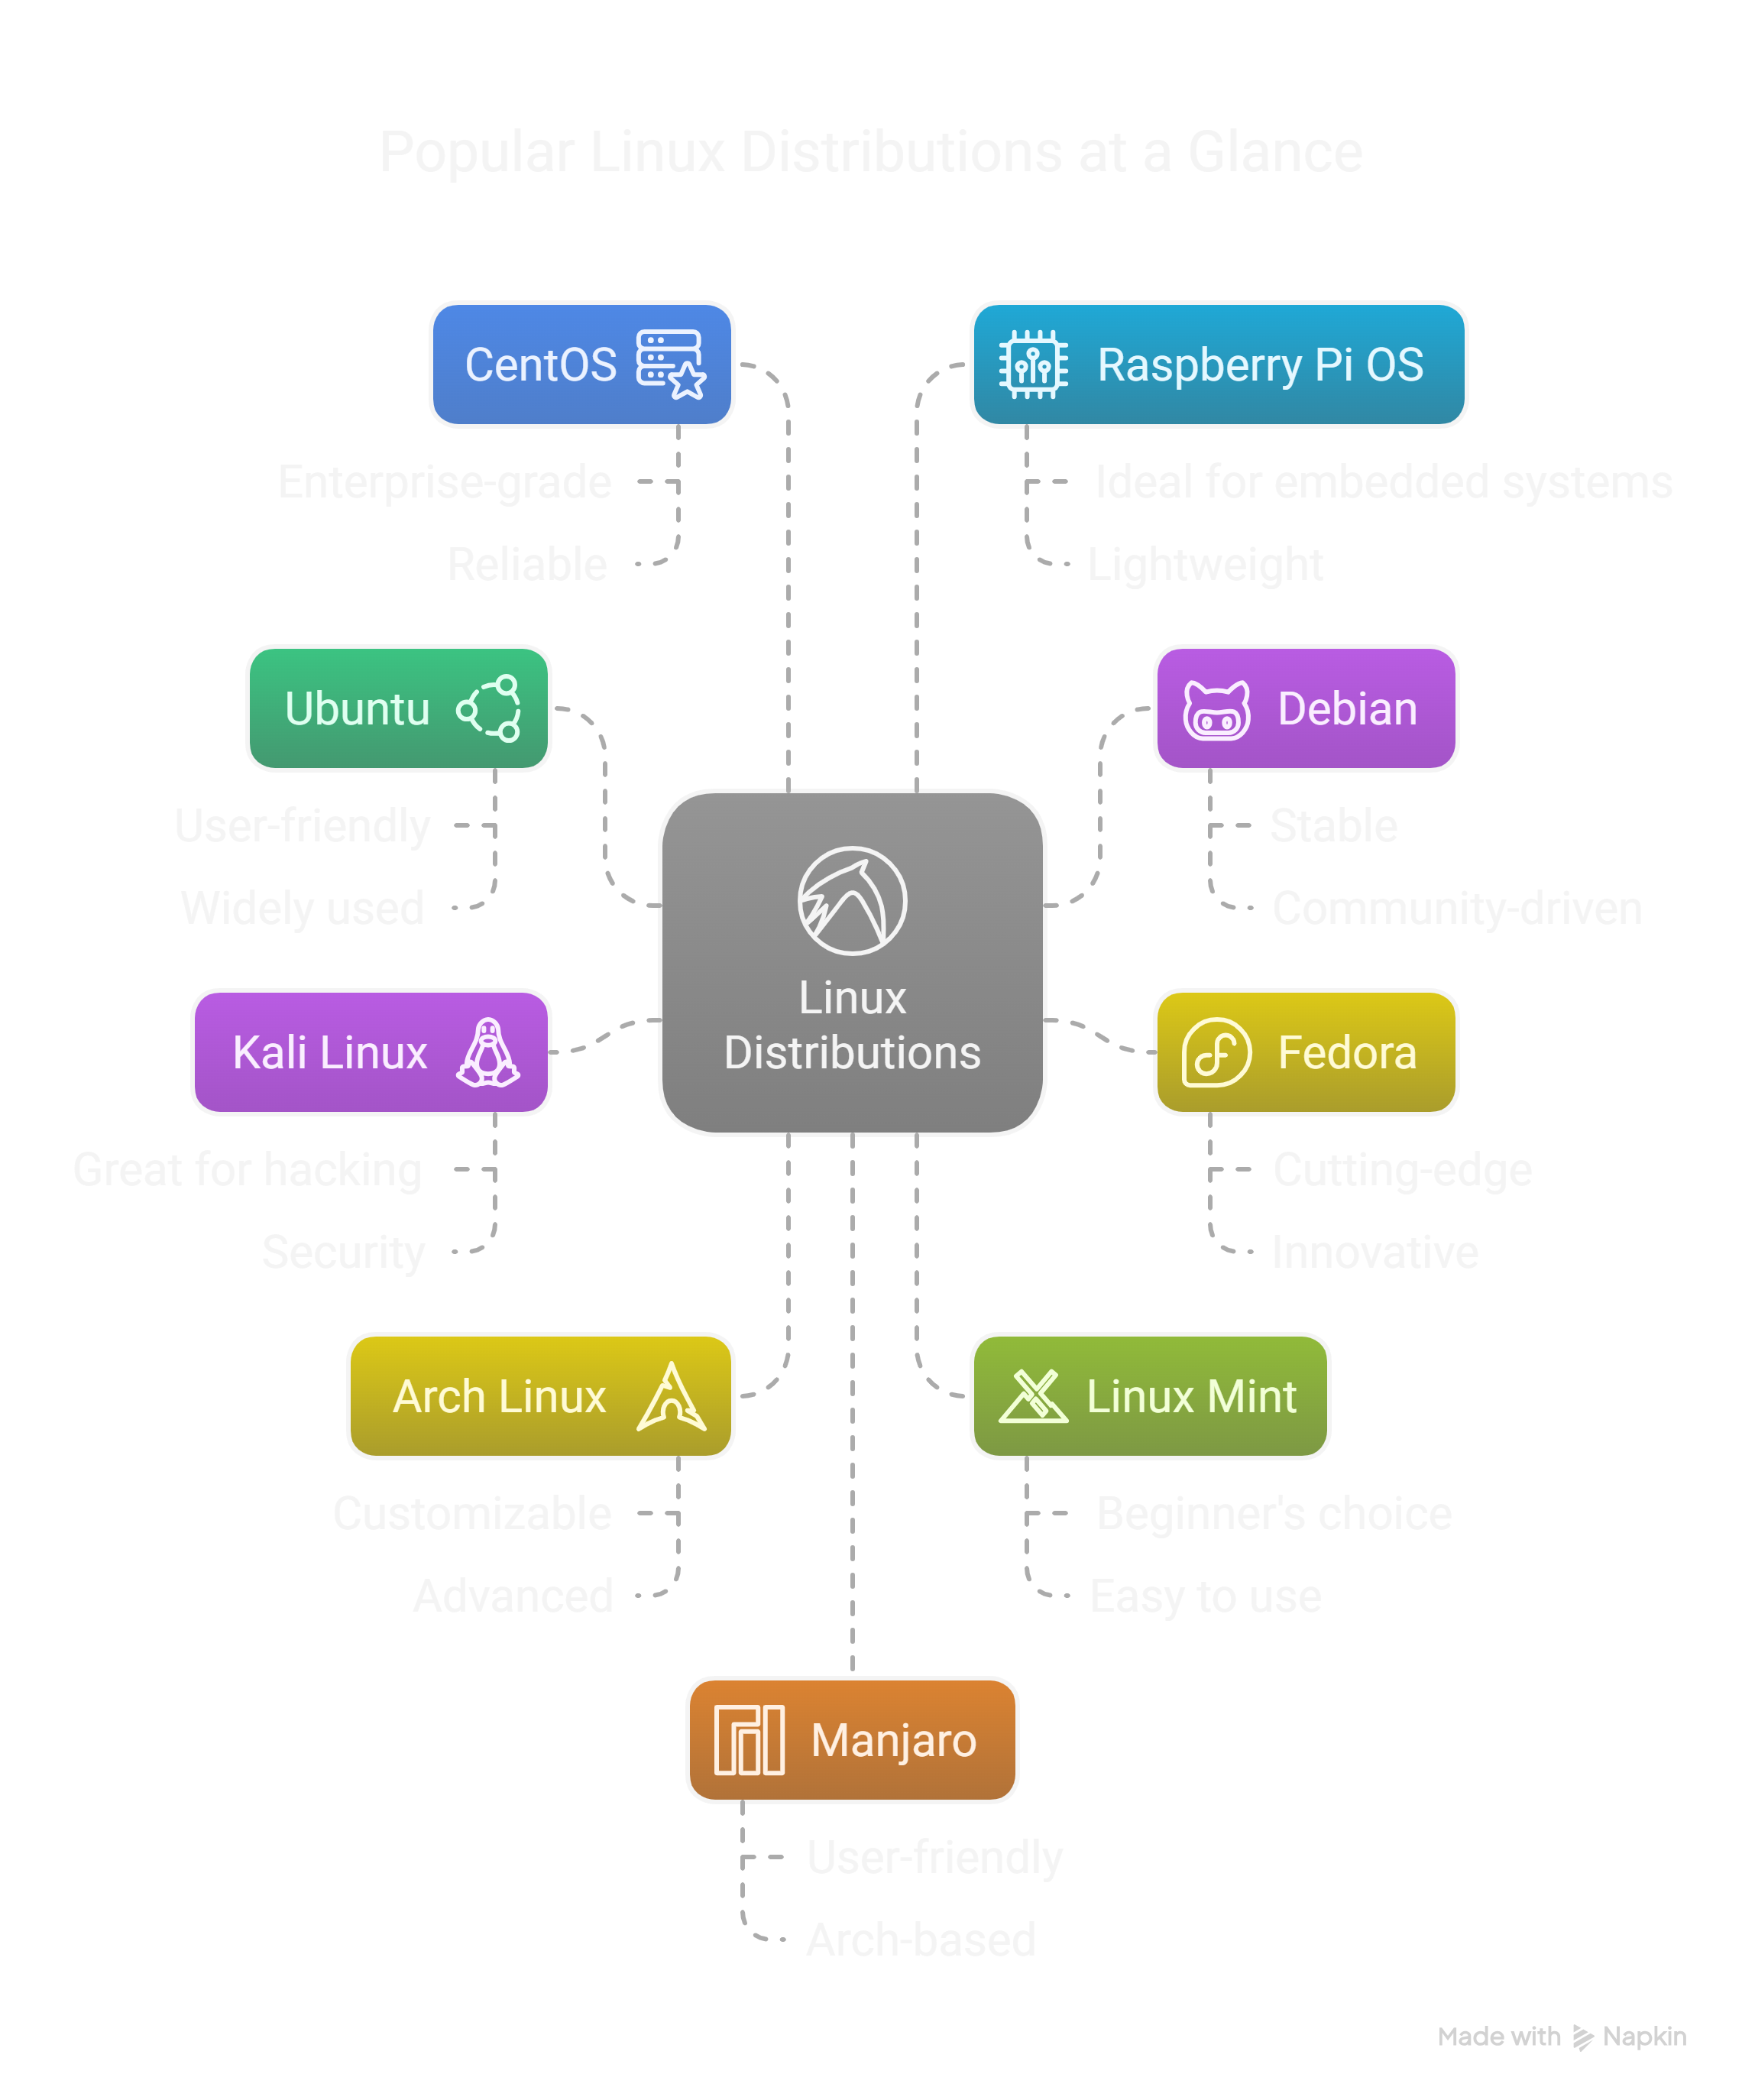 Popular Linux Distributions at a Glance
CentOS
Enterprise-grade
Reliable
Raspberry Pi OS
Ideal for embedded systems
Lightweight
Ubuntu
User-friendly
Widely used
Debian
Stable
Community-driven
Linux
Distributions
Kali Linux
Great for hacking
Security
Fedora
Cutting-edge
Innovative
Arch Linux
Customizable
Advanced
Linux Mint
Beginner's choice
Easy to use
Manjaro
User-friendly
Arch-based
Made with Napkin